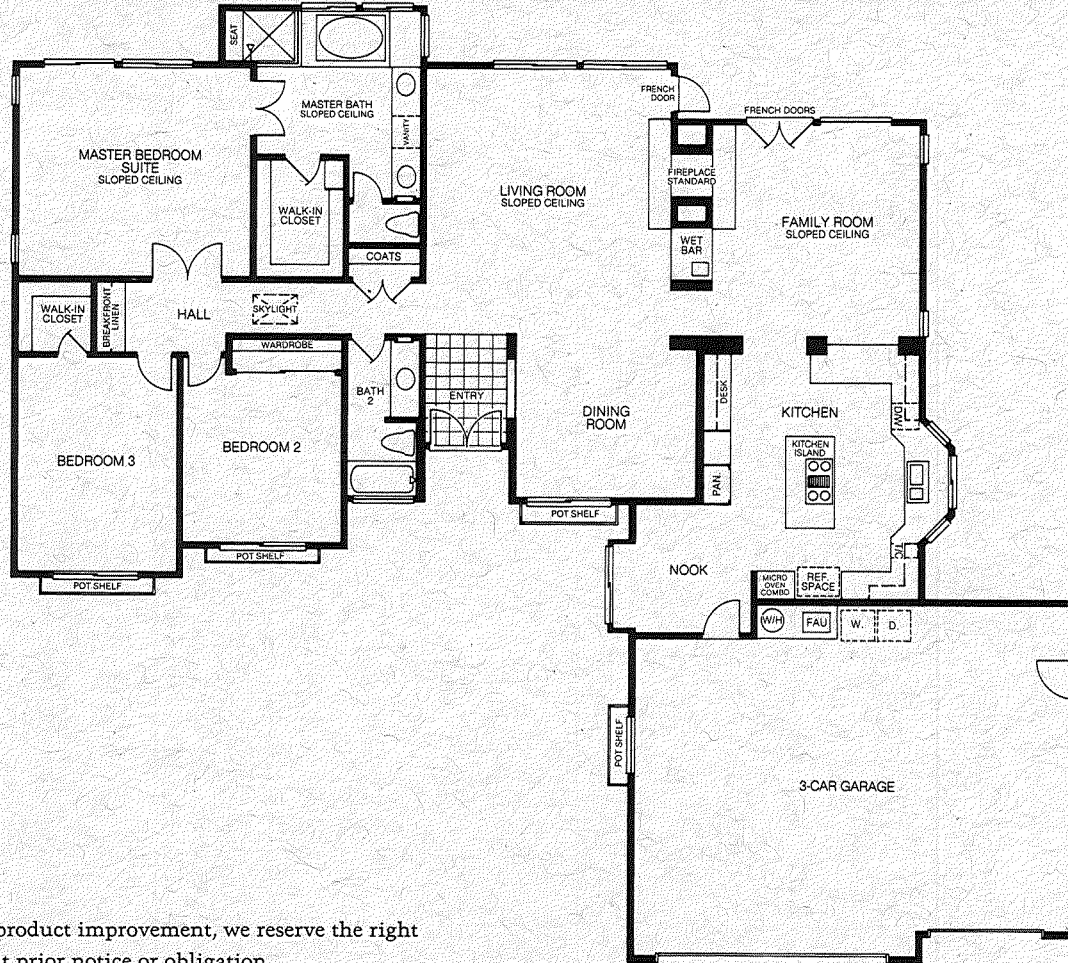 SEAT
MASTER BATH
SLOPED CEILING
VANITY
FRENCH
DOOR
FRENCH DOORS
MASTER BEDROOM
SUITE
SLOPED CEILING
WALK-IN
CLOSET
LIVING ROOM
SLOPED CEILING
FIREPLACE
STANDARD
FAMILY ROOM
SLOPED CEILING
WET
BAR
COATS
WALK-IN
CLOSET
BREAKFRONT
LINEN
HALL
SKYLIGHT
WARDROBE
BATH
2
ENTRY
DINING
ROOM
DESK
KITCHEN
D/W
KITCHEN
ISLAND
BEDROOM 3
BEDROOM 2
PAN.
POT SHELF
POT SHELF
POT SHELF
NOOK
T/C
MICRO
OVEN
COMBO
REF.
SPACE
W/H
FAU
W.
D.
POT SHELF
3-CAR GARAGE
product improvement, we reserve the right
t prior notice or obligation